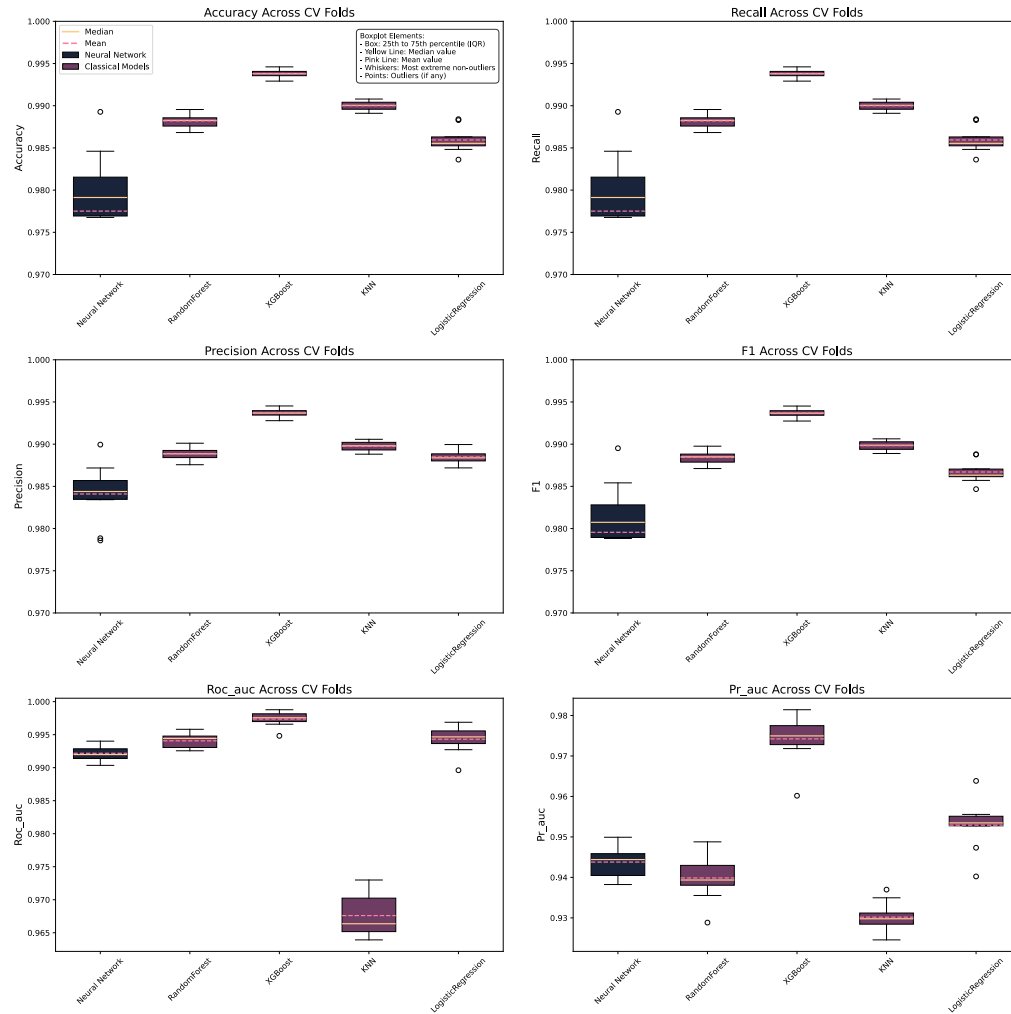 Accuracy Across CV Folds
Median
Mean
Neural Network
Classical Models
Boxplot Elements:
- Box: 25th to 75th percentile (IQR)
- Yellow Line: Median value
- Pink Line: Mean value
- Whiskers: Most extreme non-outliers
- Points: Outliers (if any)
Accuracy
1.000
0.995
0.990
0.985
0.980
0.975
0.970
Neural Network
RandomForest
XGBoost
KNN
LogisticRegression
Recall Across CV Folds
Recall
1.000
0.995
0.990
0.985
0.980
0.975
0.970
Neural Network
RandomForest
XGBoost
KNN
LogisticRegression
Precision Across CV Folds
Precision
1.000
0.995
0.990
0.985
0.980
0.975
0.970
Neural Network
RandomForest
XGBoost
KNN
LogisticRegression
F1 Across CV Folds
F1
1.000
0.995
0.990
0.985
0.980
0.975
0.970
Neural Network
RandomForest
XGBoost
KNN
LogisticRegression
Roc_auc Across CV Folds
Roc_auc
1.000
0.995
0.990
0.985
0.980
0.975
0.970
0.965
Neural Network
RandomForest
XGBoost
KNN
LogisticRegression
Pr_auc Across CV Folds
Pr_auc
0.98
0.97
0.96
0.95
0.94
0.93
Neural Network
RandomForest
XGBoost
KNN
LogisticRegression